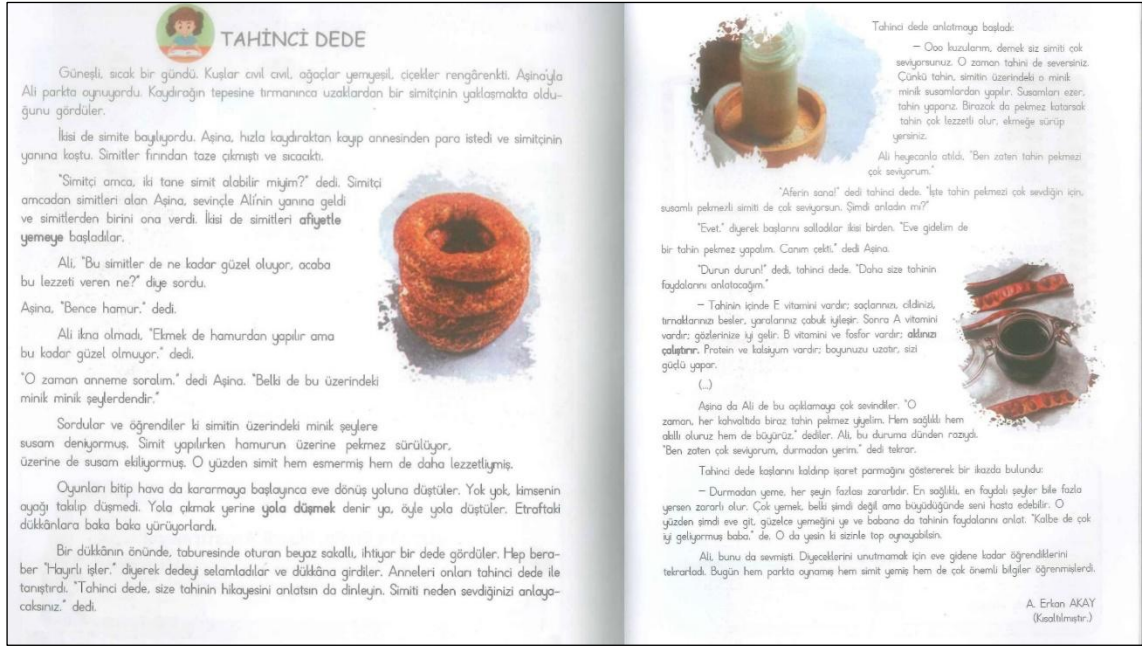 TAHİNCİ DEDE
Güneşli, sıcak bir gündü. Kuşlar cıvıl cıvıl, ağaçlar yemyeşil, çiçekler rengârenkti. Aşina'yla
Ali parkta oynuyordu. Kaydırağın tepesine tırmanınca uzaklardan bir simitçinin yaklaşmakta oldu-
ğunu gördüler.
İkisi de simite bayılıyordu. Aşina, hızla kaydıraktan kayıp annesinden para istedi ve simitçinin
yanına koştu. Simitler fırından taze çıkmıştı ve sıcacıktı.
"Simitçi amca, iki tane simit alabilir miyim?" dedi. Simitçi
amcadan simitleri alan Aşina, sevinçle Ali'nin yanına geldi
ve simitlerden birini ona verdi. İkisi de simitleri afiyetle
yemeye başladılar.
Ali, "Bu simitler de ne kadar güzel oluyor, acaba
bu lezzeti veren ne?" diye sordu.
Aşina, "Bence hamur." dedi.
Ali ikna olmadı, "Ekmek de hamurdan yapılır ama
bu kadar güzel olmuyor." dedi.
"O zaman anneme soralım." dedi Aşina. "Belki de bu üzerindeki
minik minik şeylerdendir."
Sordular ve öğrendiler ki simitin üzerindeki minik şeylere
susam deniyormuş. Simit yapılırken hamurun üzerine pekmez sürülüyor,
üzerine de susam ekiliyormuş. O yüzden simit hem esmermiş hem de daha lezzetliymiş.
Oyunları bitip hava da kararmaya başlayınca eve dönüş yoluna düştüler. Yok yok, kimsenin
ayağı takılıp düşmedi. Yola çıkmak yerine yola düşmek denir ya, öyle yola düştüler. Etraftaki
dükkânlara baka baka yürüyorlardı.
Bir dükkânın önünde, taburesinde oturan beyaz sakallı, ihtiyar bir dede gördüler. Hep bera-
ber "Hayırlı işler." diyerek dedeyi selamladılar ve dükkâna girdiler. Anneleri onları tahinci dede ile
tanıştırdı. "Tahinci dede, size tahinin hikayesini anlatsın da dinleyin. Simiti neden sevdiğinizi anlaya-
caksınız." dedi.
Tahinci dede anlatmaya başladı:
– Ooo kuzularım, demek siz simiti çok
seviyorsunuz. O zaman tahini de seversiniz.
Çünkü tahin, simitin üzerindeki o minik
minik susamlardan yapılır. Susamları ezer,
tahin yaparız. Birazok da pekmez katarsak
tahin çok lezzetli olur, ekmeğe sürüp
yersiniz.
Ali heyecanla atıldı, "Ben zaten tahin pekmezi
çok seviyorum."
"Aferin sana!" dedi tahinci dede. "İşte tahin pekmezi çok sevdiğin için,
susamlı pekmezli simiti de çok seviyorsun. Şimdi anladın mı?"
"Evet." diyerek başlarını salladılar ikisi birden. "Eve gidelim de
bir tahin pekmez yapalım. Canım çekti." dedi Aşina.
"Durun durun!" dedi, tahinci dede. "Daha size tahinin
faydalarını anlatacağım."
– Tahinin içinde E vitamini vardır; saçlarınızı, cildinizi,
tırnaklarınızı besler, yaralarınız çabuk iyileşir. Sonra A vitamini
vardır; gözlerinize iyi gelir. B vitamini ve fosfor vardır; aklınızı
çalıştırır. Protein ve kalsiyum vardır; boyunuzu uzatır, sizi
güçlü yapar.
(...)
Aşina da Ali de bu açıklamaya çok sevindiler. "O
zaman, her kahvaltıda biraz tahin pekmez yiyelim. Hem sağlıklı hem
akıllı oluruz hem de büyürüz." dediler. Ali, bu duruma dünden razıydı.
"Ben zaten çok seviyorum, durmadan yerim." dedi tekrar.
Tahinci dede kaşlarını kaldırıp işaret parmağını göstererek bir ikazda bulundu:
– Durmadan yeme, her şeyin fazlası zararlıdır. En sağlıklı, en faydalı şeyler bile fazla
yersen zararlı olur. Çok yemek, belki şimdi değil ama büyüdüğünde seni hasta edebilir. O
yüzden şimdi eve git, güzelce yemeğini ye ve babana da tahinin faydalarını anlat. "Kalbe de çok
iyi geliyormuş baba." de. O da yesin ki sizinle top oynayabilsin.
Ali, bunu da sevmişti. Diyeceklerini unutmamak için eve gidene kadar öğrendiklerini
tekrarladı. Bugün hem parkta oynamış hem simit yemiş hem de çok önemli bilgiler öğrenmişlerdi.
A. Erkan AKAY
(Kısaltılmıştır.)